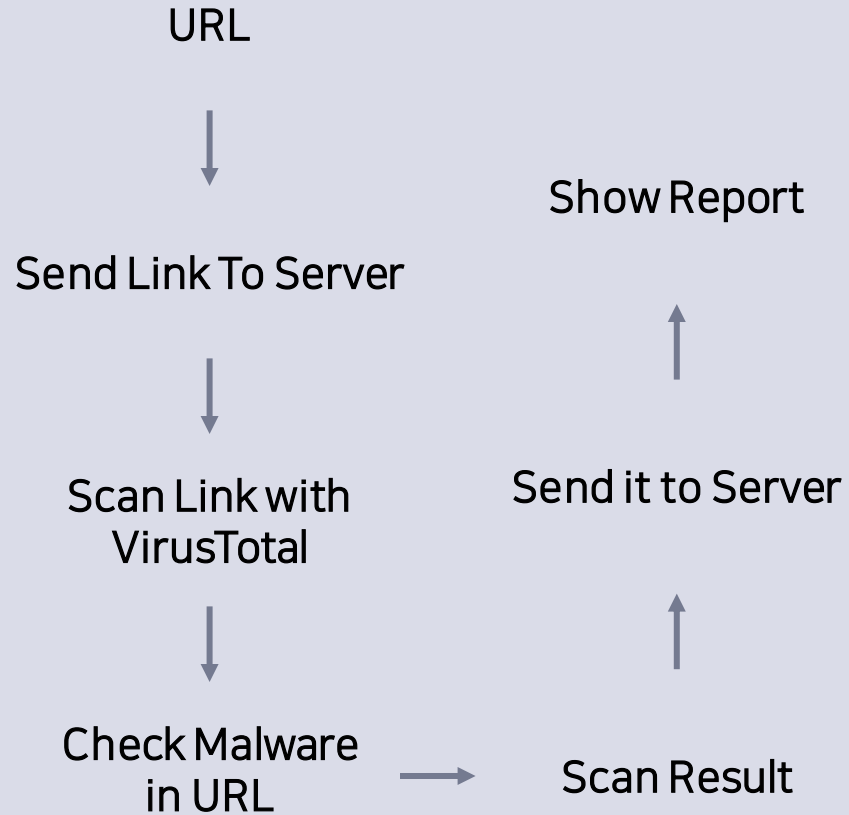 URL
Send Link To Server
Scan Link with
VirusTotal
Check Malware
in URL
Scan Result
Send it to Server
Show Report